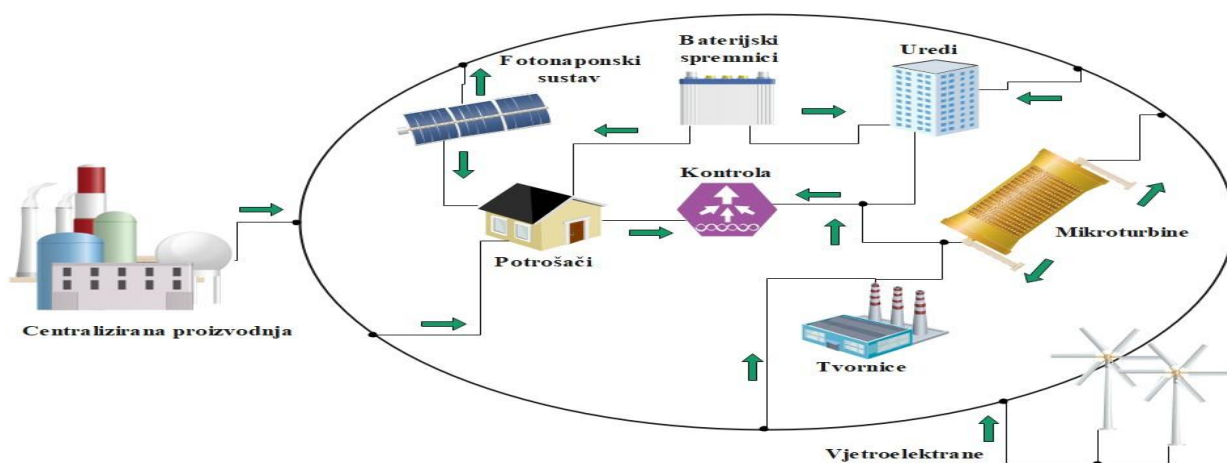 Baterijski
spremnici
Uredi
Fotonaponski
sustav
Kontrola
Mikroturbine
Potrošači
Centralizirana proizvodnja
Tvornice
Vjetroelektrane